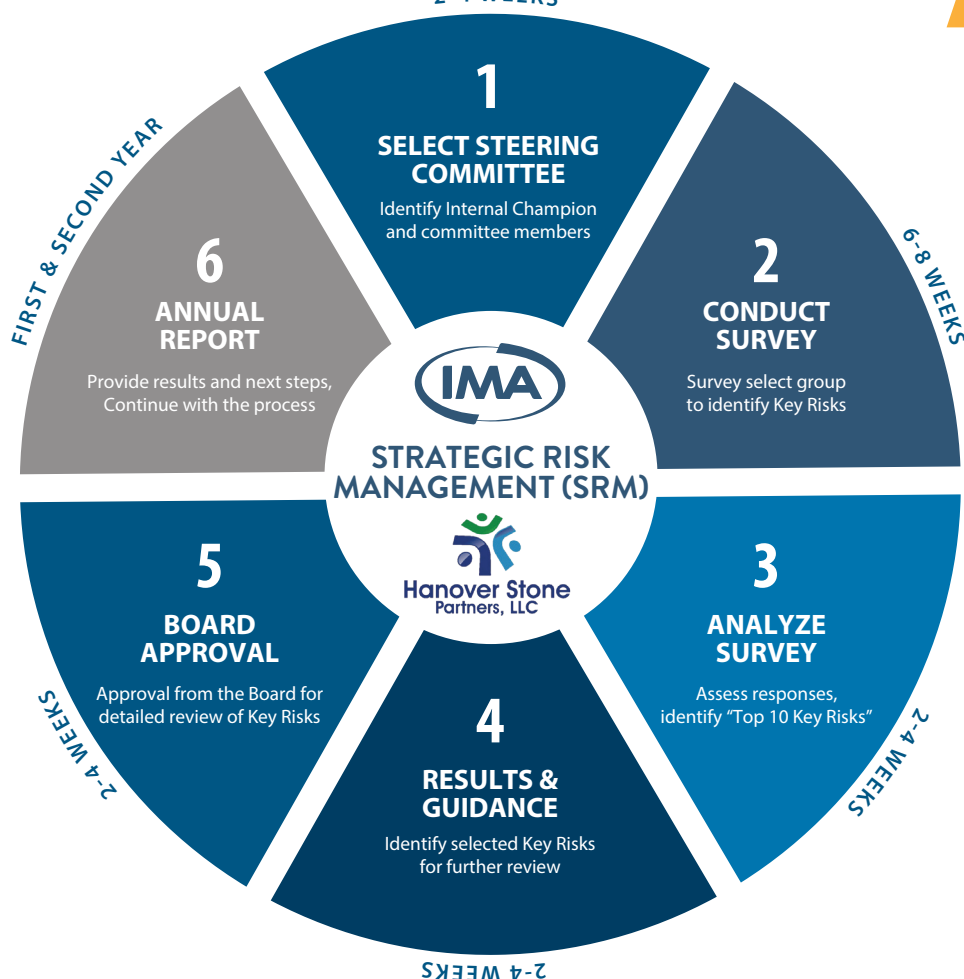 2-4 WEEKS
1
SELECT STEERING
COMMITTEE
Identify Internal Champion
and committee members
6-8 WEEKS
2
CONDUCT
SURVEY
Survey select group
to identify Key Risks
2-4 WEEKS
3
ANALYZE
SURVEY
Assess responses,
identify “Top 10 Key Risks”
2-4 WEEKS
4
RESULTS &
GUIDANCE
Identify selected Key Risks
for further review
2-4 WEEKS
5
BOARD
APPROVAL
Approval from the Board for
detailed review of Key Risks
FIRST & SECOND YEAR
6
ANNUAL
REPORT
Provide results and next steps,
Continue with the process
IMA
STRATEGIC RISK
MANAGEMENT (SRM)
Hanover Stone
Partners, LLC